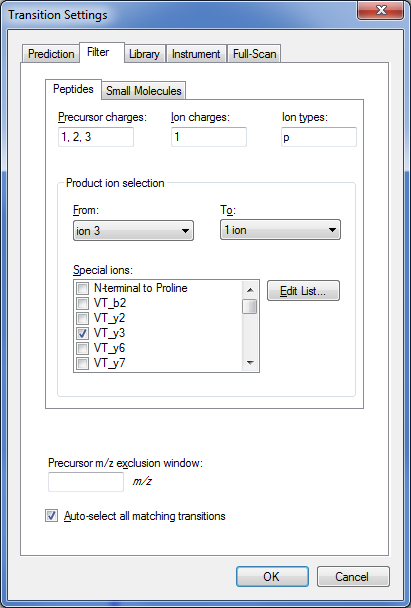 Transition Settings
Prediction Filter Library Instrument Full-Scan
Peptides Small Molecules
Precursor charges: Ion charges: Ion types:
1, 2, 3 1 p
Product ion selection
From: To:
ion 3 1 ion
Special ions:
N-terminal to Proline
VT_b2
VT_y2
VT_y3
VT_y6
VT_y7
Edit List...
Precursor m/z exclusion window:
m/z
Auto-select all matching transitions
OK Cancel